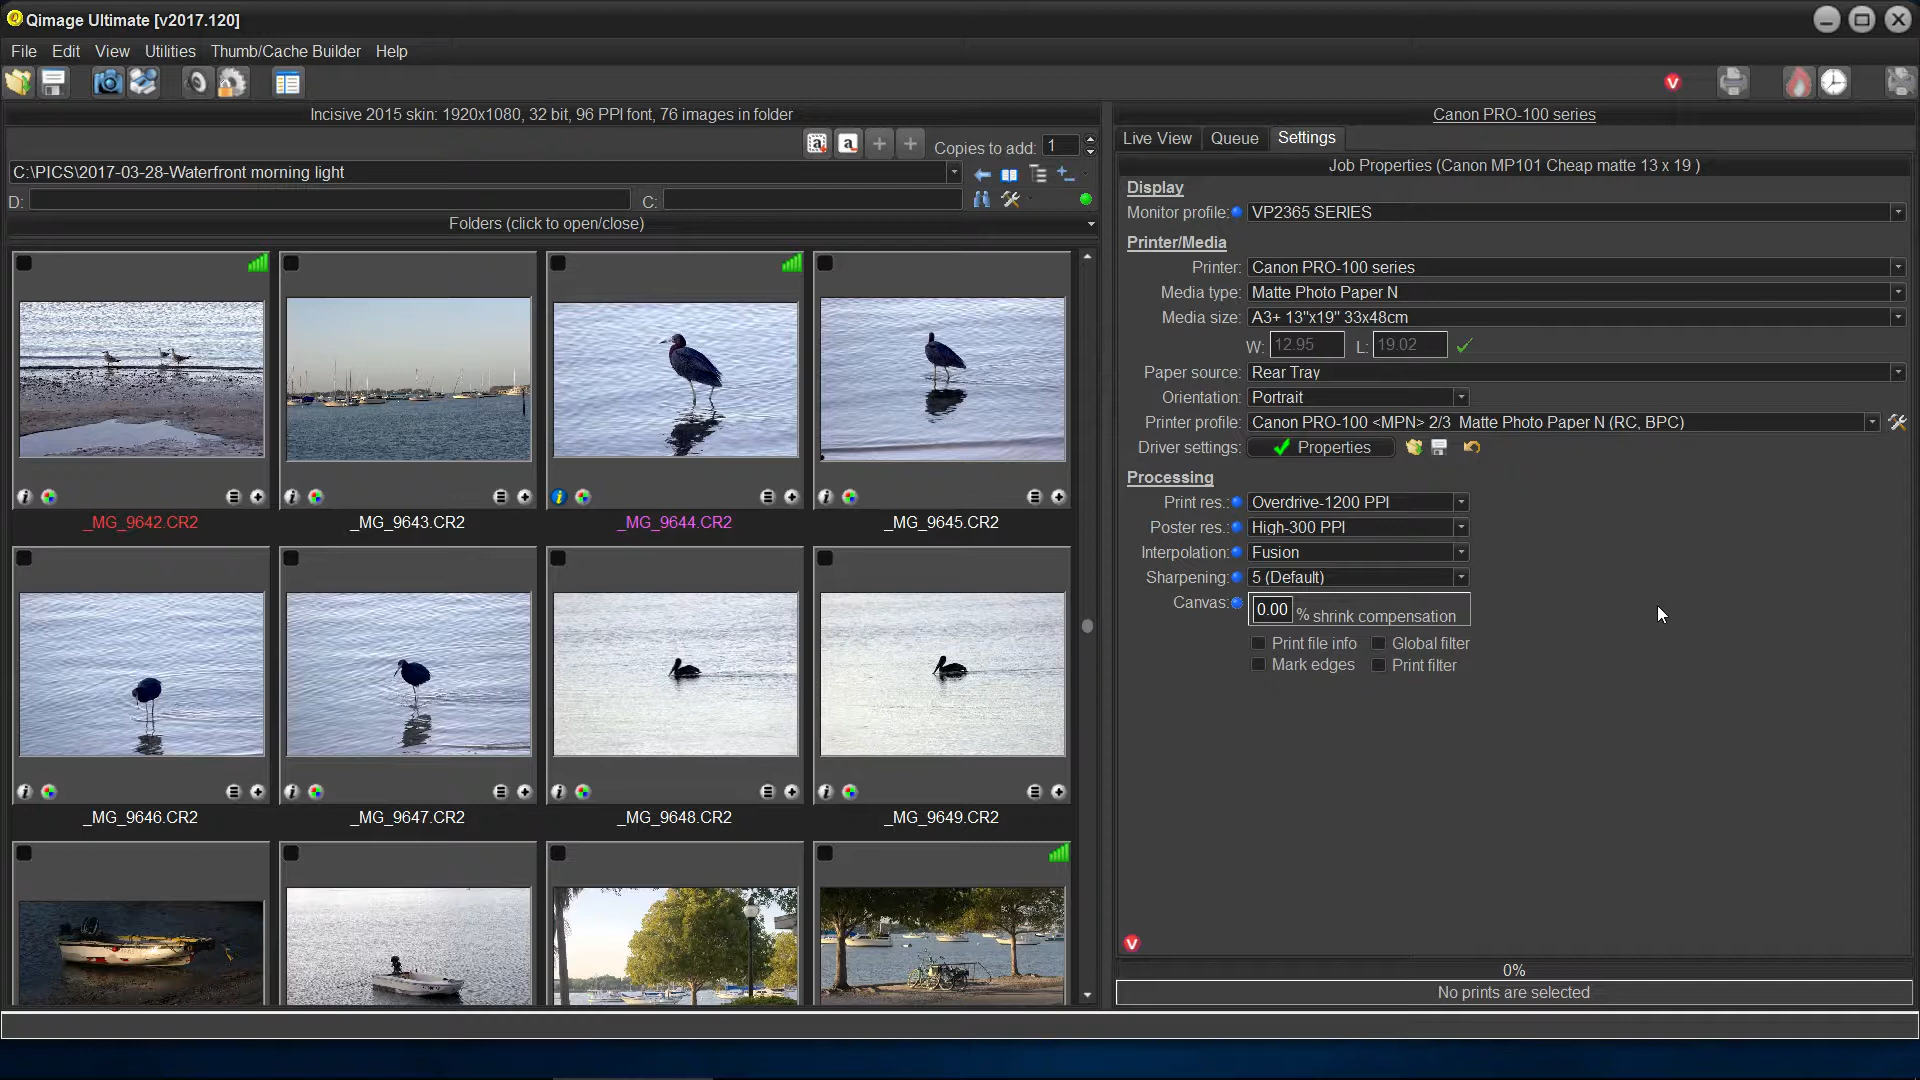 Qimage Ultimate [v2017.120]
File Edit View Utilities Thumb/Cache Builder Help
Incisive 2015 skin: 1920x1080, 32 bit, 96 PPI font, 76 images in folder
Copies to add: 1
C:\PICS\2017-03-28-Waterfront morning light
D: C:
Folders (click to open/close)
_MG_9642.CR2 _MG_9643.CR2 _MG_9644.CR2 _MG_9645.CR2
_MG_9646.CR2 _MG_9647.CR2 _MG_9648.CR2 _MG_9649.CR2
Canon PRO-100 series
Live View Queue Settings
Job Properties (Canon MP101 Cheap matte 13 x 19 )
Display
Monitor profile: VP2365 SERIES
Printer/Media
Printer: Canon PRO-100 series
Media type: Matte Photo Paper N
Media size: A3+ 13"x19" 33x48cm
W: 12.95 L: 19.02
Paper source: Rear Tray
Orientation: Portrait
Printer profile: Canon PRO-100 <MPN> 2/3 Matte Photo Paper N (RC, BPC)
Driver settings: Properties
Processing
Print res.: Overdrive-1200 PPI
Poster res.: High-300 PPI
Interpolation: Fusion
Sharpening: 5 (Default)
Canvas: 0.00 % shrink compensation
Print file info Global filter
Mark edges Print filter
V
0%
No prints are selected